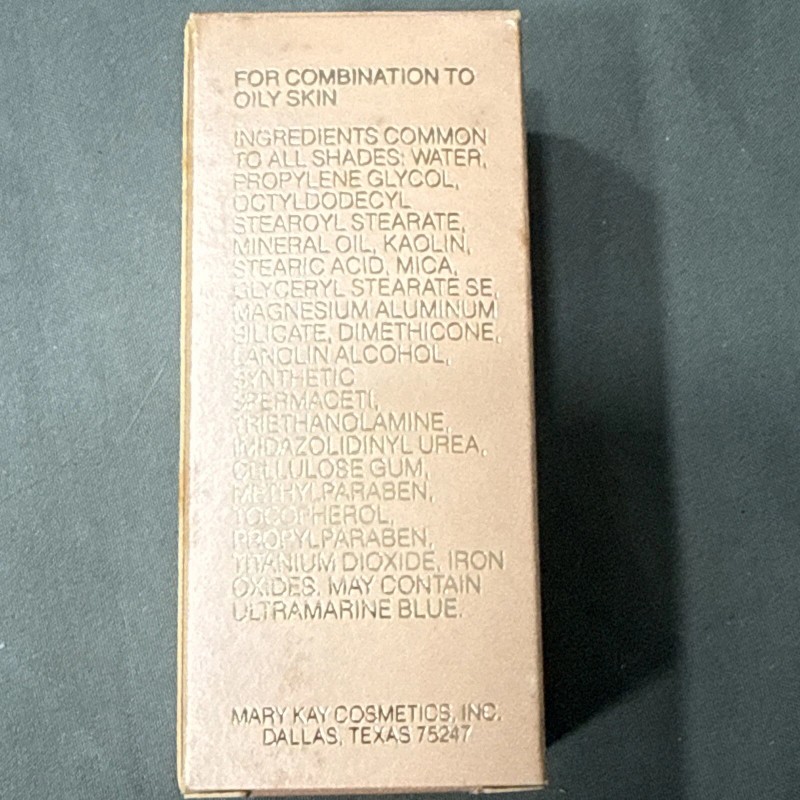 FOR COMBINATION TO
OILY SKIN
INGREDIENTS COMMON
TO ALL SHADES: WATER,
PROPYLENE GLYCOL,
OCTYLDODECYL
STEAROYL STEARATE,
MINERAL OIL, KAOLIN,
STEARIC ACID, MICA,
GLYCERYL STEARATE SE,
MAGNESIUM ALUMINUM
SILICATE, DIMETHICONE,
LANOLIN ALCOHOL,
SYNTHETIC
SPERMACETI,
TRIETHANOLAMINE,
IMIDAZOLIDINYL UREA,
CELLULOSE GUM,
METHYLPARABEN,
TOCOPHEROL,
PROPYLPARABEN,
TITANIUM DIOXIDE, IRON
OXIDES. MAY CONTAIN
ULTRAMARINE BLUE.
MARY KAY COSMETICS, INC.
DALLAS, TEXAS 75247